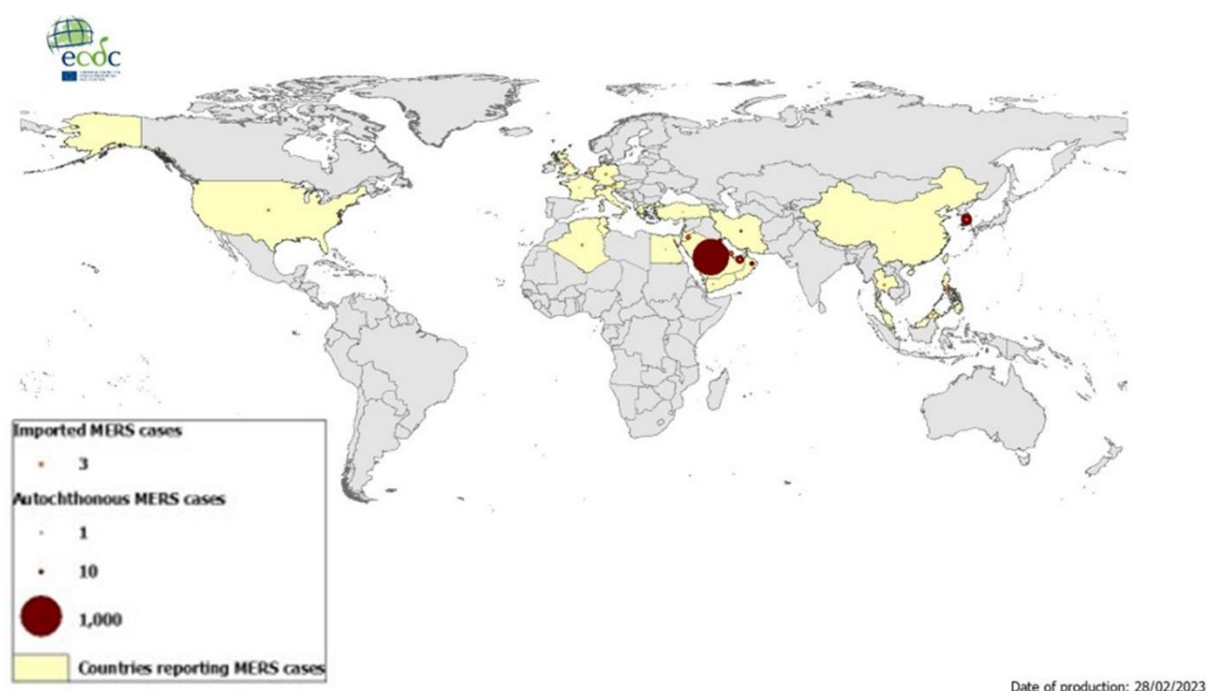 ecdc
Imported MERS cases
3
Autochthonous MERS cases
1
10
1,000
Countries reporting MERS cases
Date of production: 28/02/2023